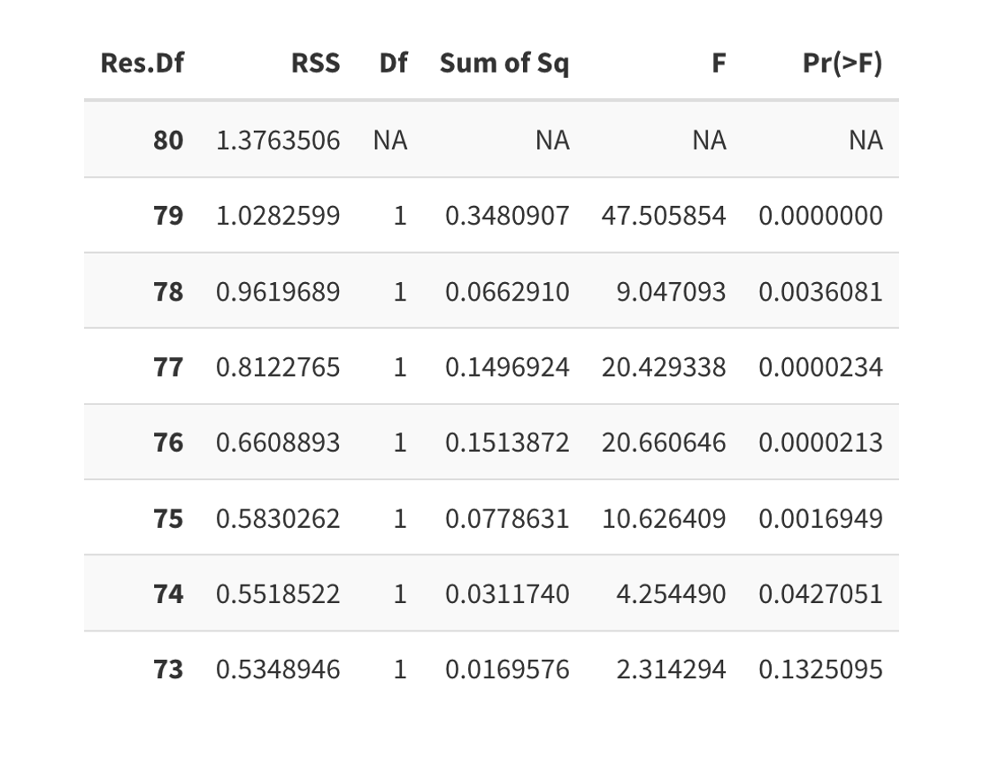 Res.Df RSS Df Sum of Sq F Pr(>F)
80 1.3763506 NA NA NA NA
79 1.0282599 1 0.3480907 47.505854 0.0000000
78 0.9619689 1 0.0662910 9.047093 0.0036081
77 0.8122765 1 0.1496924 20.429338 0.0000234
76 0.6608893 1 0.1513872 20.660646 0.0000213
75 0.5830262 1 0.0778631 10.626409 0.0016949
74 0.5518522 1 0.0311740 4.254490 0.0427051
73 0.5348946 1 0.0169576 2.314294 0.1325095